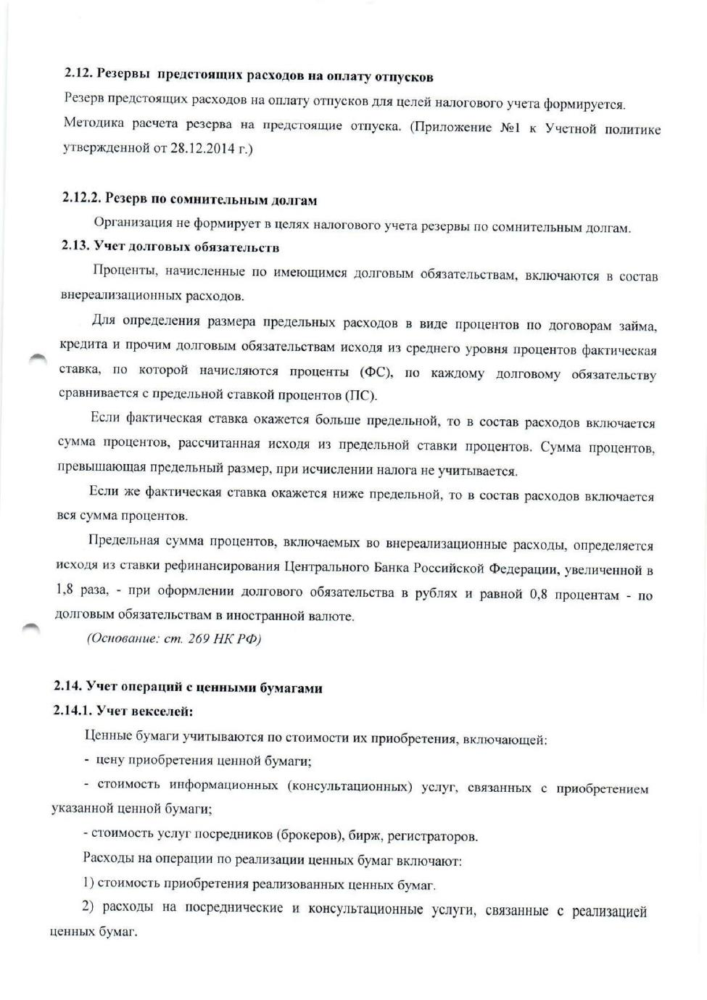 2.12. Резервы предстоящих расходов на оплату отпусков
Резерв предстоящих расходов на оплату отпусков для целей налогового учета формируется.
Методика расчета резерва на предстоящие отпуска. (Приложение №1 к Учетной политике
утвержденной от 28.12.2014 г.)
2.12.2. Резерв по сомнительным долгам
Организация не формирует в целях налогового учета резервы по сомнительным долгам.
2.13. Учет долговых обязательств
Проценты, начисленные по имеющимся долговым обязательствам, включаются в состав
внереализационных расходов.
Для определения размера предельных расходов в виде процентов по договорам займа,
кредита и прочим долговым обязательствам исходя из среднего уровня процентов фактическая
ставка, по которой начисляются проценты (ФС), по каждому долговому обязательству
сравнивается с предельной ставкой процентов (ПС).
Если фактическая ставка окажется больше предельной, то в состав расходов включается
сумма процентов, рассчитанная исходя из предельной ставки процентов. Сумма процентов,
превышающая предельный размер, при исчислении налога не учитывается.
Если же фактическая ставка окажется ниже предельной, то в состав расходов включается
вся сумма процентов.
Предельная сумма процентов, включаемых во внереализационные расходы, определяется
исходя из ставки рефинансирования Центрального Банка Российской Федерации, увеличенной в
1,8 раза, - при оформлении долгового обязательства в рублях и равной 0,8 процентам - по
долговым обязательствам в иностранной валюте.
(Основание: ст. 269 НК РФ)
2.14. Учет операций с ценными бумагами
2.14.1. Учет векселей:
Ценные бумаги учитываются по стоимости их приобретения, включающей:
- цену приобретения ценной бумаги;
- стоимость информационных (консультационных) услуг, связанных с приобретением
указанной ценной бумаги;
- стоимость услуг посредников (брокеров), бирж, регистраторов.
Расходы на операции по реализации ценных бумаг включают:
1) стоимость приобретения реализованных ценных бумаг.
2) расходы на посреднические и консультационные услуги, связанные с реализацией
ценных бумаг.